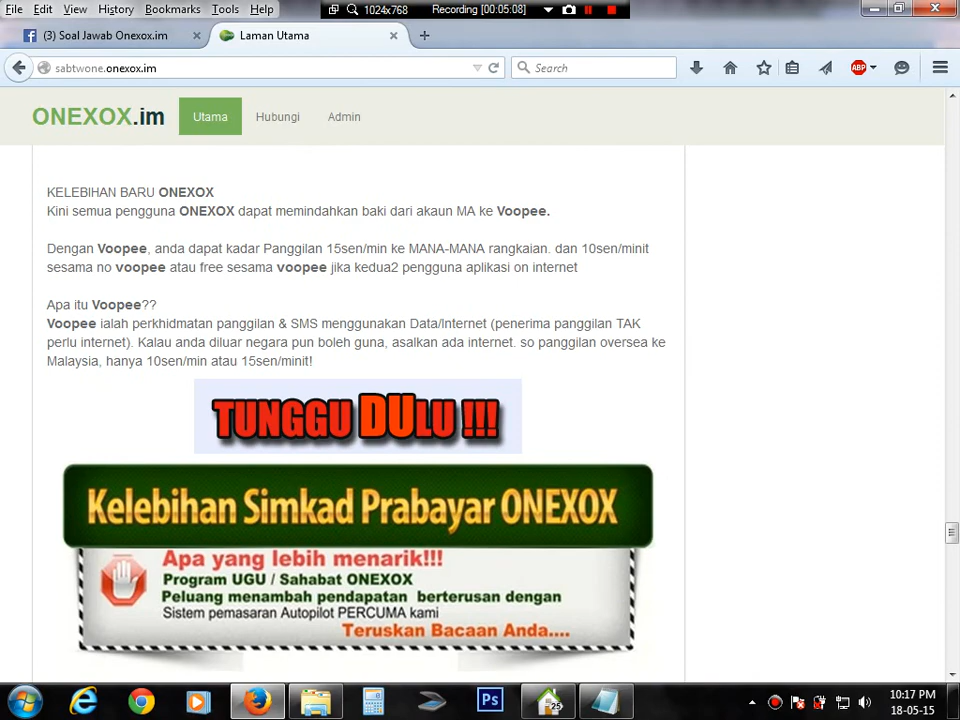 File Edit View History Bookmarks Tools Help
1024x768 Recording [00:05:08]
(3) Soal Jawab Onexox.im
Laman Utama
sabtwone.onexox.im
Search
ABP
ONEXOX.im Utama Hubungi Admin
KELEBIHAN BARU ONEXOX
Kini semua pengguna ONEXOX dapat memindahkan baki dari akaun MA ke Voopee.
Dengan Voopee, anda dapat kadar Panggilan 15sen/min ke MANA-MANA rangkaian. dan 10sen/minit
sesama no voopee atau free sesama voopee jika kedua2 pengguna aplikasi on internet
Apa itu Voopee??
Voopee ialah perkhidmatan panggilan & SMS menggunakan Data/Internet (penerima panggilan TAK
perlu internet). Kalau anda diluar negara pun boleh guna, asalkan ada internet. so panggilan oversea ke
Malaysia, hanya 10sen/min atau 15sen/minit!
TUNGGU DULU !!!
Kelebihan Simkad Prabayar ONEXOX
Apa yang lebih menarik!!!
Program UGU / Sahabat ONEXOX
Peluang menambah pendapatan berterusan dengan
Sistem pemasaran Autopilot PERCUMA kami
Teruskan Bacaan Anda....
Ps
25
10:17 PM
18-05-15